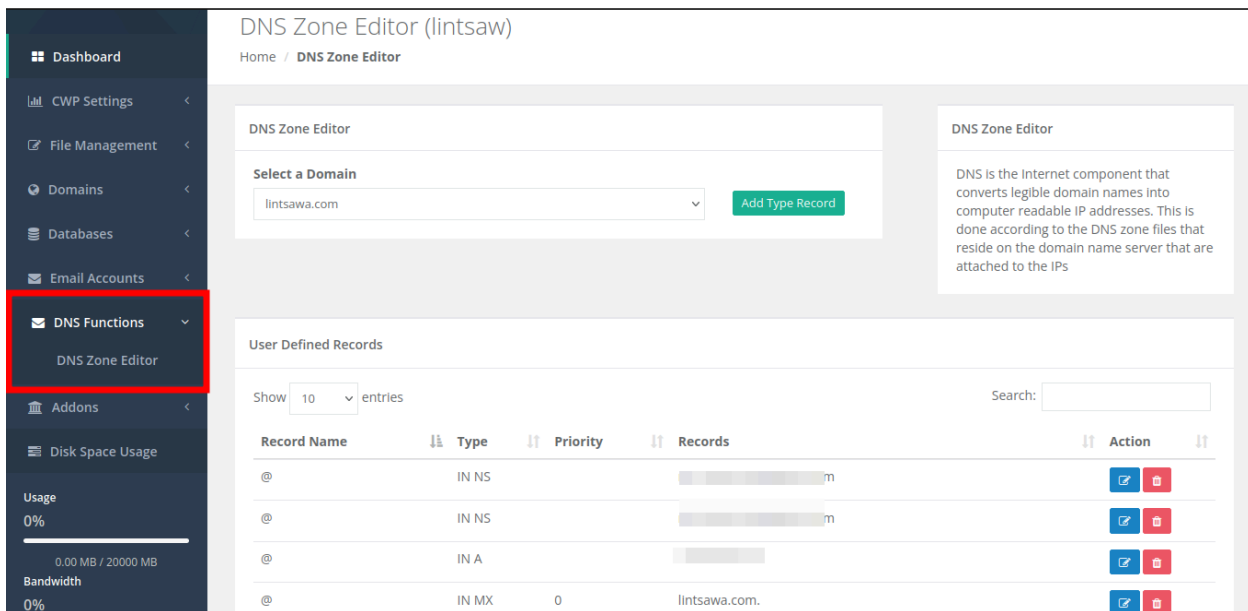 DNS Zone Editor (lintsaw)
Home / DNS Zone Editor
Dashboard
CWP Settings
File Management
Domains
Databases
Email Accounts
DNS Functions
DNS Zone Editor
Addons
Disk Space Usage
Usage
0%
0.00 MB / 20000 MB
Bandwidth
0%
DNS Zone Editor
Select a Domain
lintsawa.com
Add Type Record
DNS Zone Editor
DNS is the Internet component that
converts legible domain names into
computer readable IP addresses. This is
done according to the DNS zone files that
reside on the domain name server that are
attached to the IPs
User Defined Records
Show 10 entries
Search:
Record Name Type Priority Records Action
@ IN NS
@ IN NS
@ IN A
@ IN MX 0 lintsawa.com.